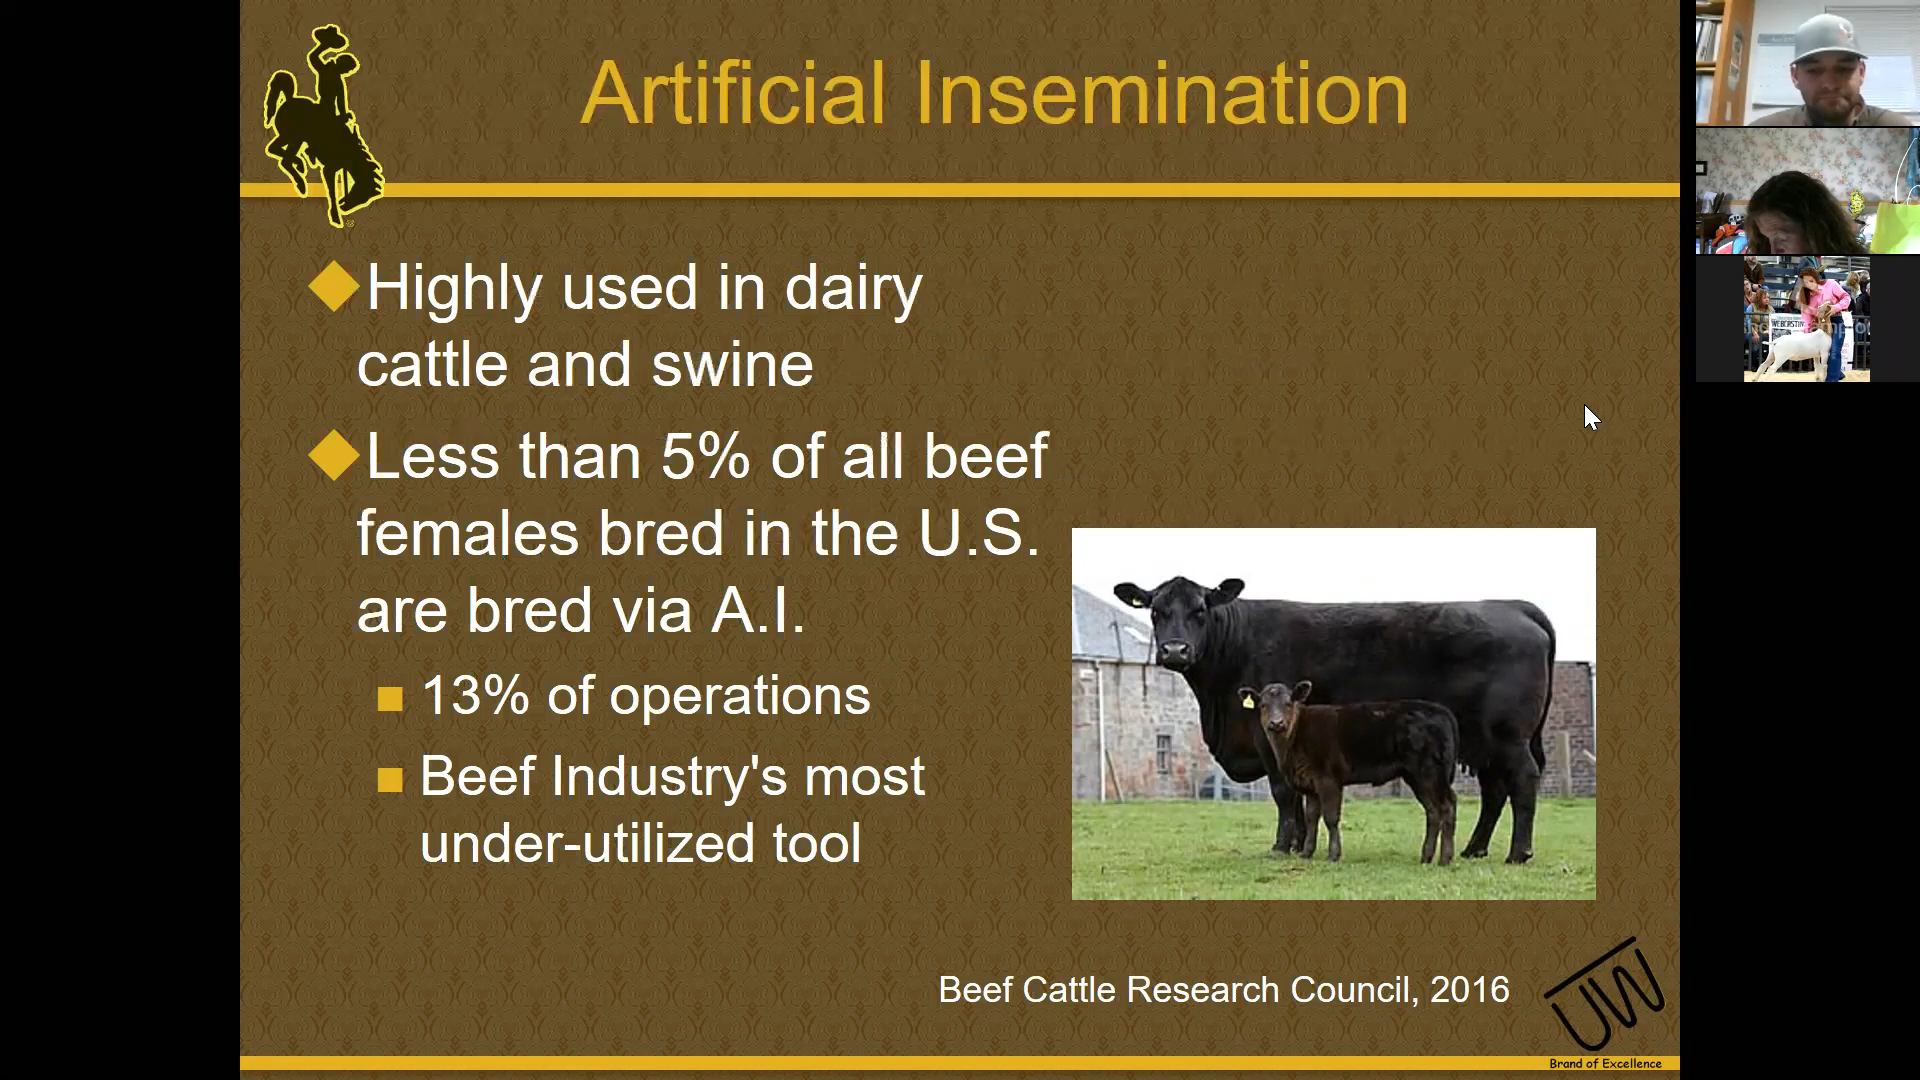 Artificial Insemination
Highly used in dairy
cattle and swine
Less than 5% of all beef
females bred in the U.S.
are bred via A.I.
13% of operations
Beef Industry's most
under-utilized tool
Beef Cattle Research Council, 2016
UW
Brand of Excellence